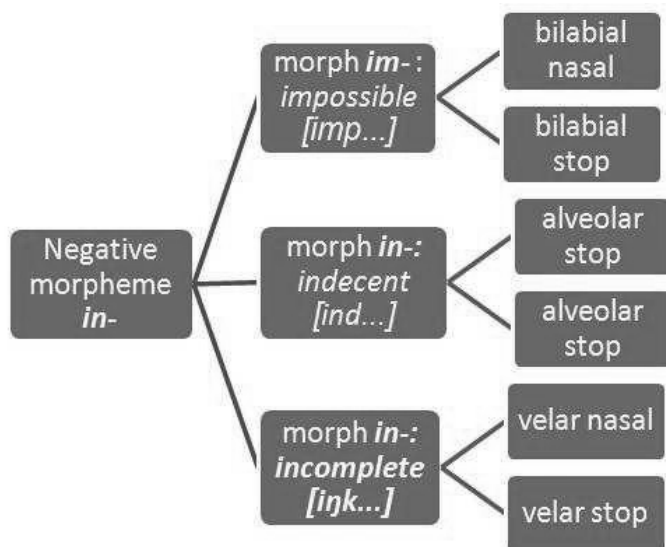 Negative
morpheme
in-
morph im- :
impossible
[imp...]
bilabial
nasal
bilabial
stop
morph in-:
indecent
[ind...]
alveolar
stop
alveolar
stop
morph in-:
incomplete
[iŋk...]
velar nasal
velar stop